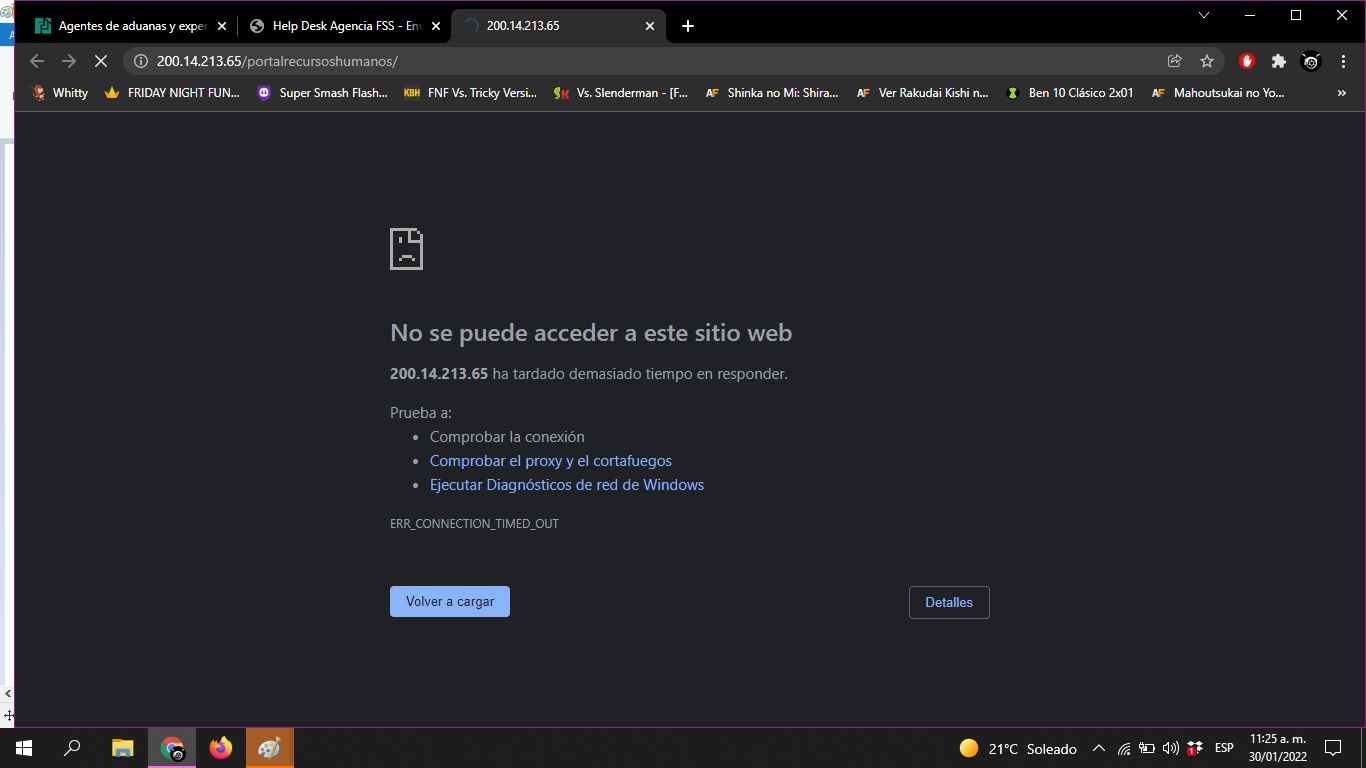 Agentes de aduanas y exper
Help Desk Agencia FSS - Env
200.14.213.65
200.14.213.65/portalrecursoshumanos/
Whitty
FRIDAY NIGHT FUN...
Super Smash Flash...
KBH
FNF Vs. Tricky Versi...
SK
Vs. Slenderman - [F...
AF
Shinka no Mi: Shira...
AF
Ver Rakudai Kishi n...
Ben 10 Clásico 2x01
AF
Mahoutsukai no Yo...
»
No se puede acceder a este sitio web
200.14.213.65 ha tardado demasiado tiempo en responder.
Prueba a:
• Comprobar la conexión
• Comprobar el proxy y el cortafuegos
• Ejecutar Diagnósticos de red de Windows
ERR_CONNECTION_TIMED_OUT
Volver a cargar
Detalles
21°C Soleado
1
ESP
11:25 a. m.
30/01/2022